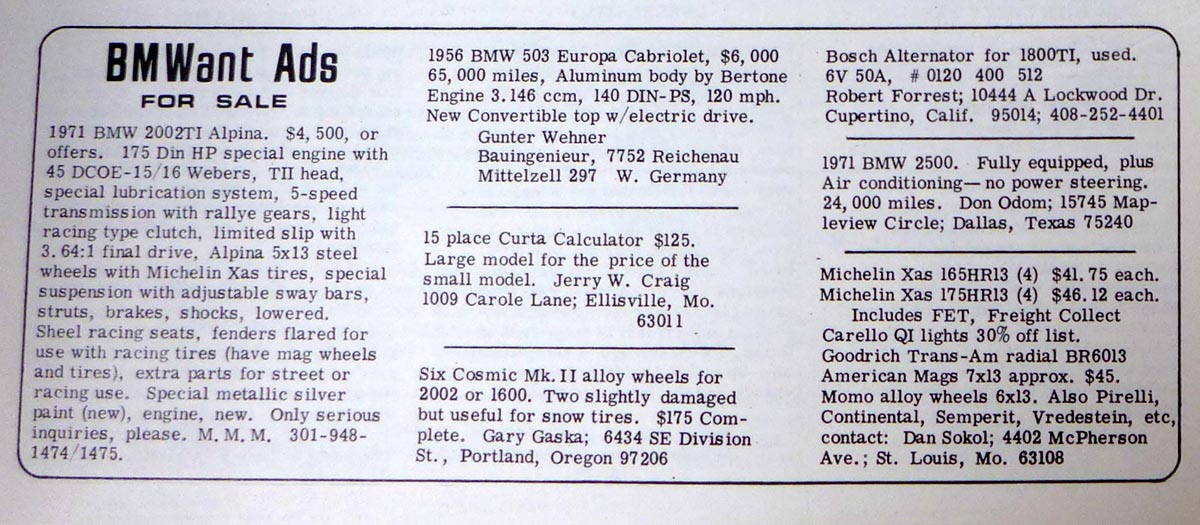 BMWant Ads
FOR SALE
1971 BMW 2002TI Alpina. $4,500, or
offers. 175 Din HP special engine with
45 DCOE-15/16 Webers, TII head,
special lubrication system, 5-speed
transmission with rallye gears, light
racing type clutch, limited slip with
3.64:1 final drive, Alpina 5x13 steel
wheels with Michelin Xas tires, special
suspension with adjustable sway bars,
struts, brakes, shocks, lowered.
Sheel racing seats, fenders flared for
use with racing tires (have mag wheels
and tires), extra parts for street or
racing use. Special metallic silver
paint (new), engine, new. Only serious
inquiries, please. M.M.M. 301-948-
1474/1475.
1956 BMW 503 Europa Cabriolet, $6,000
65,000 miles, Aluminum body by Bertone
Engine 3.146 ccm, 140 DIN-PS, 120 mph.
New Convertible top w/electric drive.
Gunter Wehner
Bauingenieur, 7752 Reichenau
Mittelzell 297 W. Germany
15 place Curta Calculator $125.
Large model for the price of the
small model. Jerry W. Craig
1009 Carole Lane; Ellisville, Mo.
63011
Six Cosmic Mk.II alloy wheels for
2002 or 1600. Two slightly damaged
but useful for snow tires. $175 Com-
plete. Gary Gaska; 6434 SE Division
St., Portland, Oregon 97206
Bosch Alternator for 1800TI, used.
6V 50A, # 0120 400 512
Robert Forrest; 10444 A Lockwood Dr.
Cupertino, Calif. 95014; 408-252-4401
1971 BMW 2500. Fully equipped, plus
Air conditioning—no power steering.
24,000 miles. Don Odom; 15745 Map-
leview Circle; Dallas, Texas 75240
Michelin Xas 165HR13 (4) $41.75 each.
Michelin Xas 175HR13 (4) $46.12 each.
Includes FET, Freight Collect
Carello QI lights 30% off list.
Goodrich Trans-Am radial BR6013
American Mags 7x13 approx. $45.
Momo alloy wheels 6x13. Also Pirelli,
Continental, Semperit, Vredestein, etc,
contact: Dan Sokol; 4402 McPherson
Ave.; St. Louis, Mo. 63108